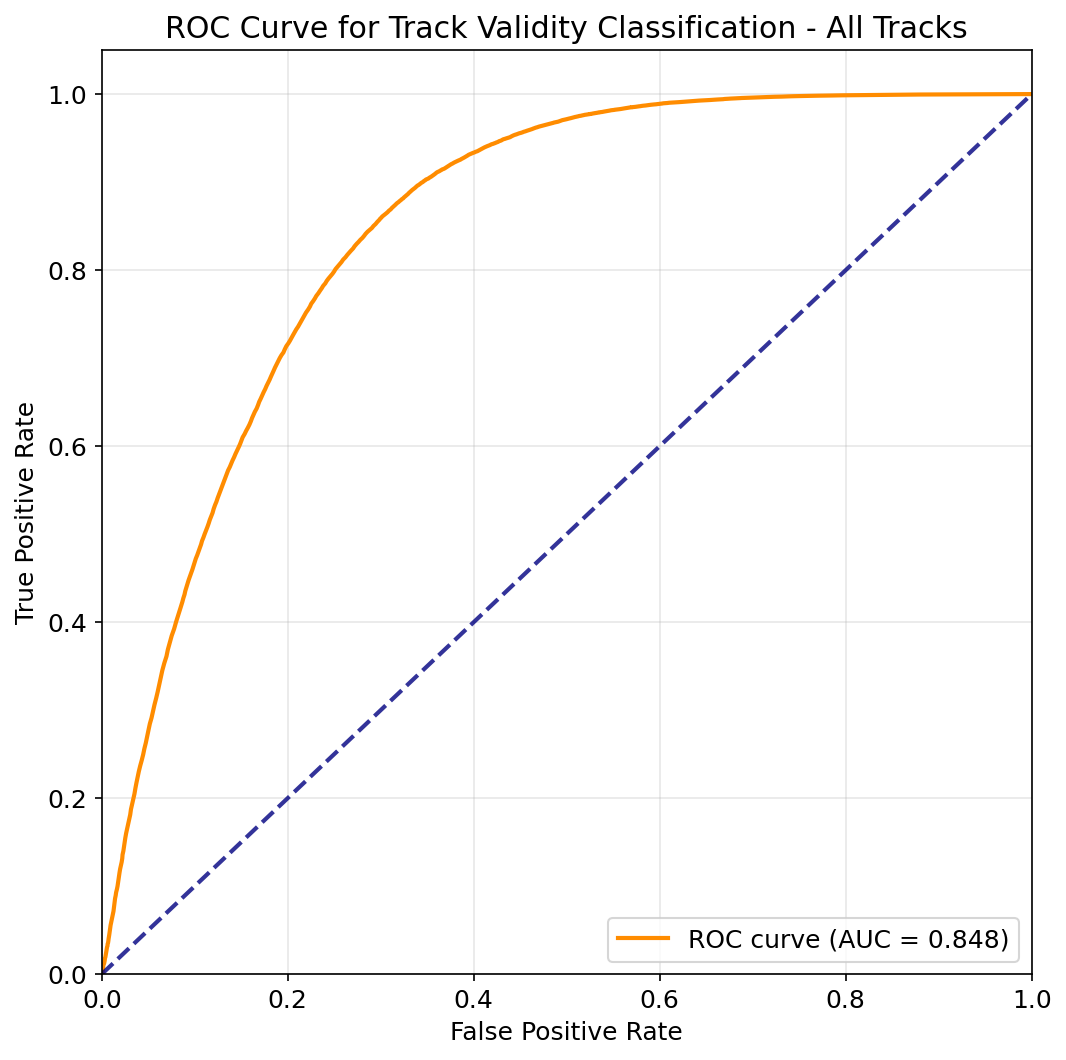 ROC Curve for Track Validity Classification - All Tracks
True Positive Rate
1.0
0.8
0.6
0.4
0.2
0.0
ROC curve (AUC = 0.848)
0.0 0.2 0.4 0.6 0.8 1.0
False Positive Rate